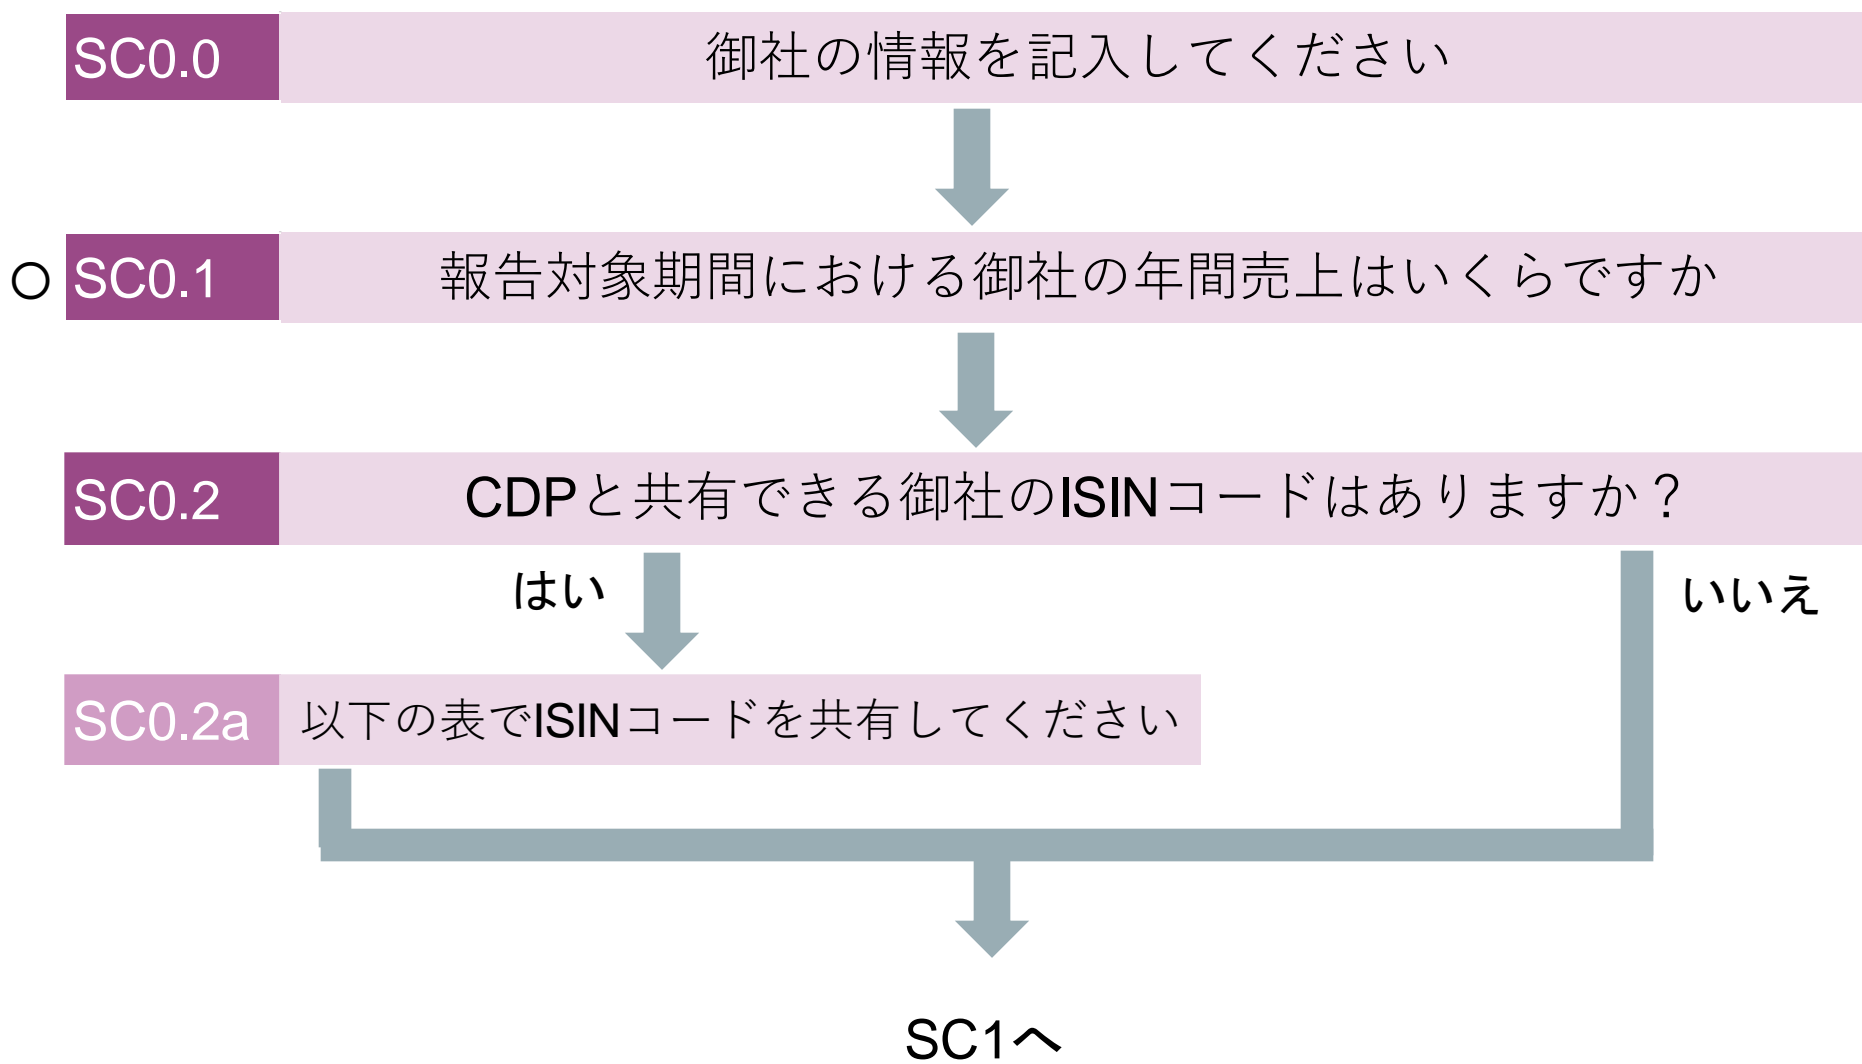 SC0.0 御社の情報を記入してください
○ SC0.1 報告対象期間における御社の年間売上はいくらですか
SC0.2 CDPと共有できる御社のISINコードはありますか？
はい
いいえ
SC0.2a 以下の表でISINコードを共有してください
SC1へ